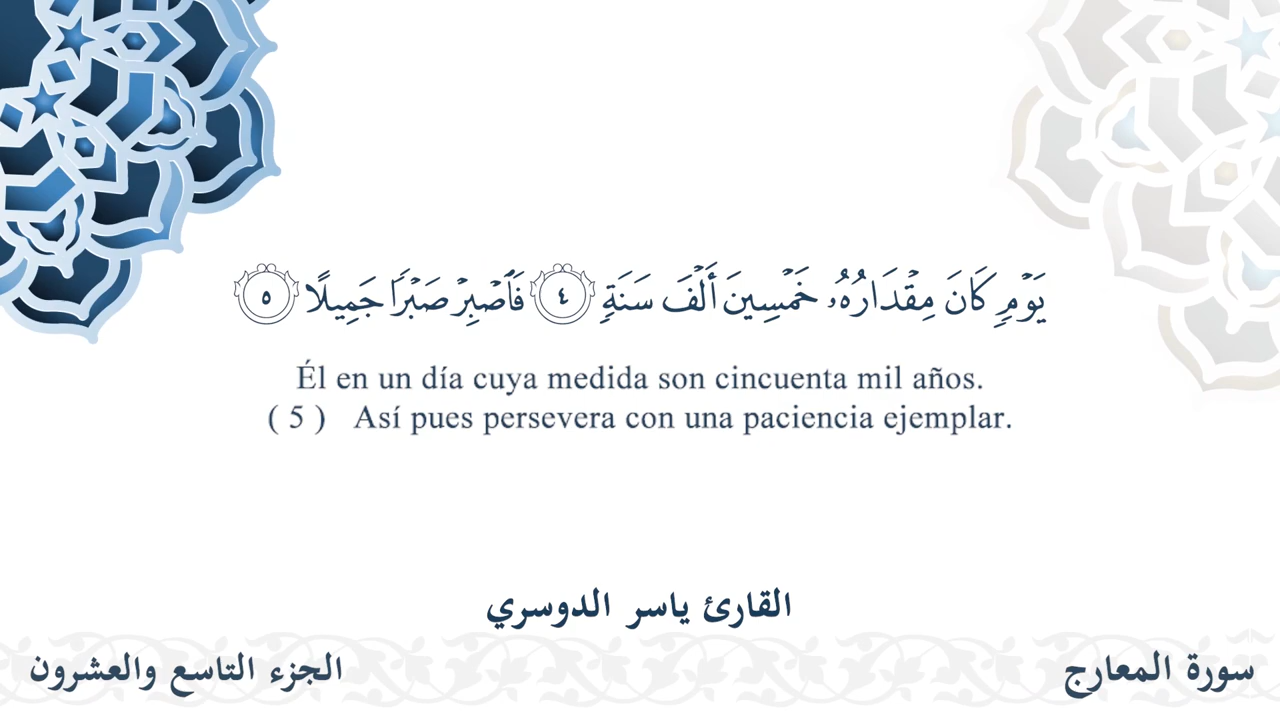 يَوْمٍ كَانَ مِقْدَارُهُۥ خَمْسِينَ أَلْفَ سَنَةٍ ٤ فَٱصْبِرْ صَبْرًا جَمِيلًا ٥
Él en un día cuya medida son cincuenta mil años.
( 5 ) Así pues persevera con una paciencia ejemplar.
القارئ ياسر الدوسري
سورة المعارج
الجزء التاسع والعشرون